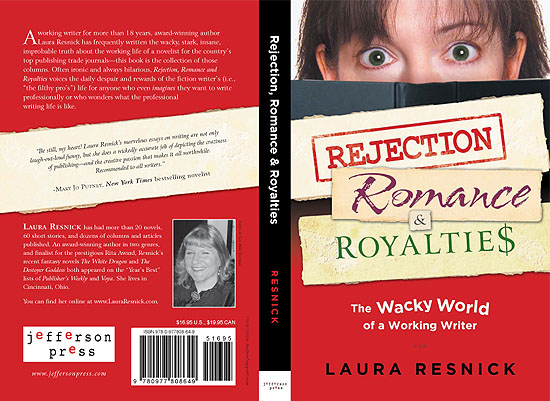 A working writer for more than 18 years, award-winning author
Laura Resnick has frequently written the wacky, stark, insane,
improbable truth about the working life of a novelist for the country's
top publishing trade journals—this book is the collection of those
columns. Often ironic and always hilarious, Rejection, Romance and
Royalties voices the daily despair and rewards of the fiction writer's (i.e.,
"the filthy pro's") life for anyone who even imagines they want to write
professionally or who wonders what the professional
writing life is like.
"Be still, my heart! Laura Resnick's marvelous essays on writing are not only
laugh-out-loud funny, but she does a wickedly accurate job of depicting the craziness
of publishing—and the creative passion that makes it all worthwhile.
Recommended to all writers."
-Mary Jo Putney, New York Times bestselling novelist
Laura Resnick has had more than 20 novels,
60 short stories, and dozens of columns and articles
published. An award-winning author in two genres,
and finalist for the prestigious Rita Award, Resnick's
recent fantasy novels The White Dragon and The
Destroyer Goddess both appeared on the "Year's Best"
lists of Publisher's Weekly and Voya. She lives in
Cincinnati, Ohio.
You can find her online at www.LauraResnick.com.
jefferson
press
www.jeffersonpress.com
$16.95 U.S., $19.95 CAN
ISBN 978-0-9778086-4-9
51695
9 780977 808649
Rejection, Romance & Royalties
RESNICK
jefferson
press
REJECTION
Romance
&
ROYALTIE$
The Wacky World
of a Working Writer
LAURA RESNICK